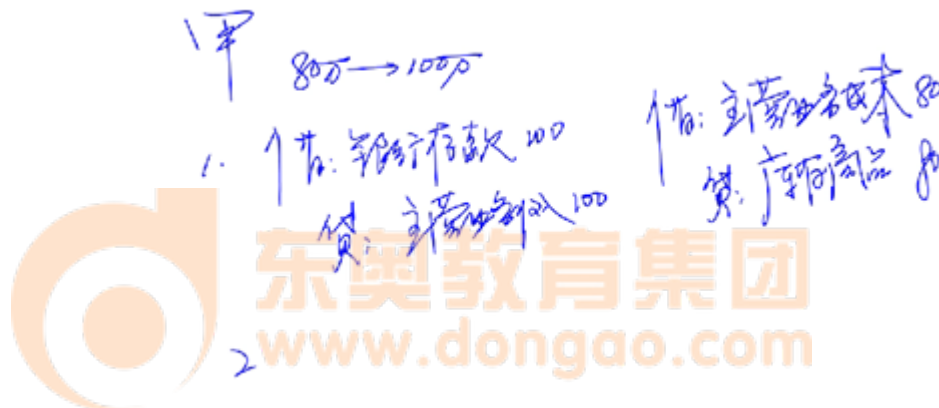 甲
80万→100万
1. 借:银行存款 100
贷:主营业务收入 100
借:主营业务成本 80
贷:库存商品 80
东奥教育集团
www.dongao.com
2